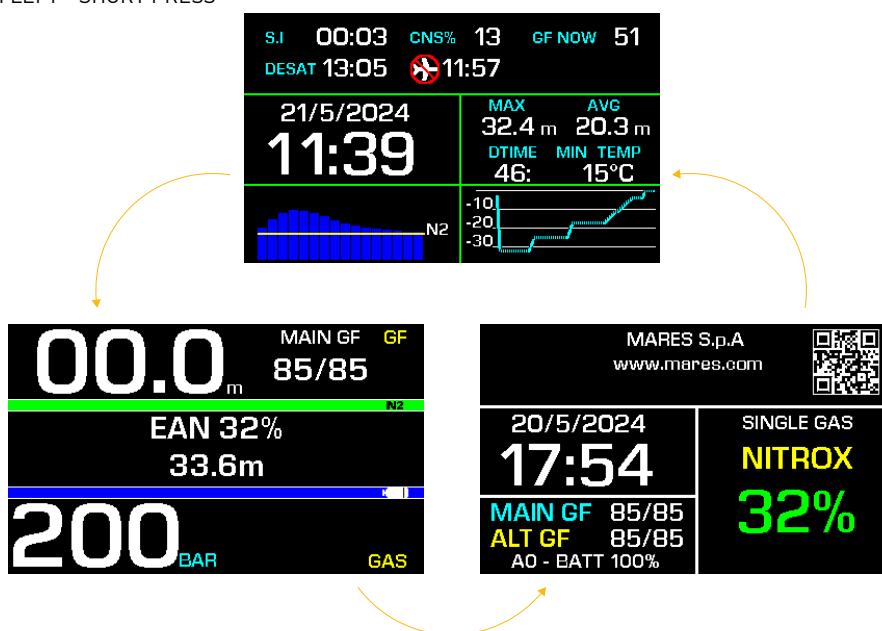 S.I 00:03 CNS% 13 GF NOW 51
DESAT 13:05 11:57
21/5/2024
11:39
MAX AVG
32.4 m 20.3 m
DTIME MIN TEMP
46: 15°C
N2
-10
-20
-30
00.0 m
MAIN GF GF
85/85
N2
EAN 32%
33.6m
200 BAR
GAS
MARES S.p.A
www.mares.com
20/5/2024
17:54
MAIN GF 85/85
ALT GF 85/85
A0 - BATT 100%
SINGLE GAS
NITROX
32%